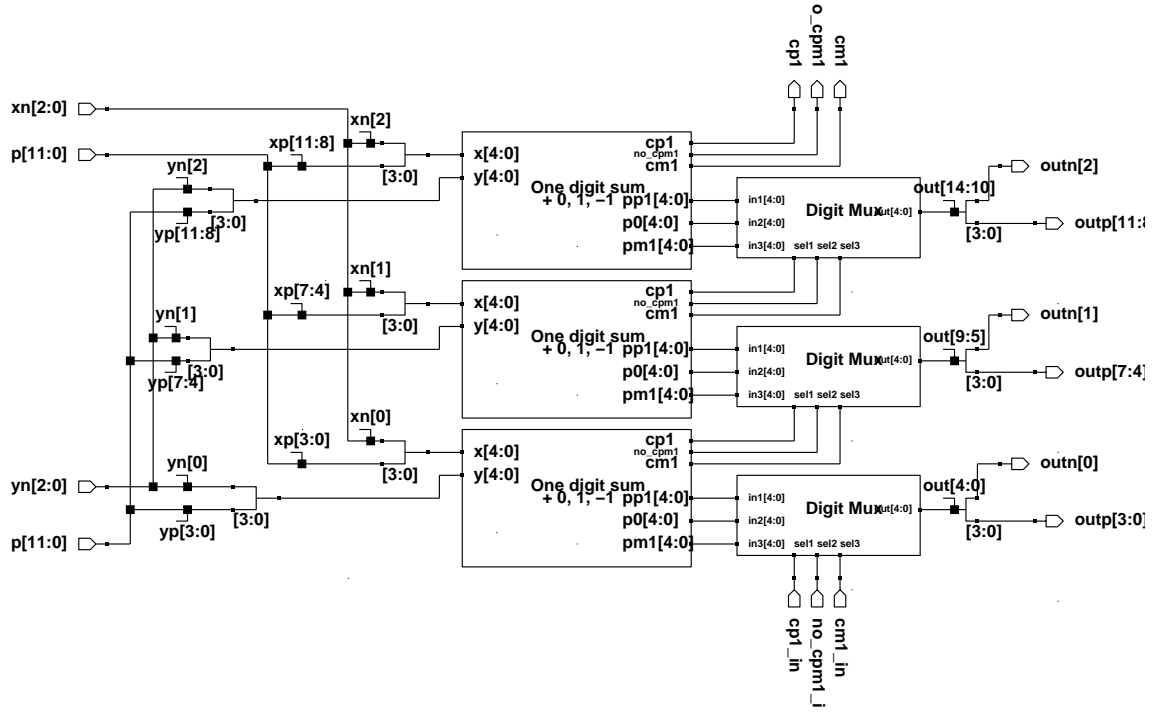 o_cpm1
cp1
cm1
xn[2:0]
xn[2]
xp[11:8]
p[11:0]
[3:0]
yn[2]
[3:0]
yp[11:8]
x[4:0]
y[4:0]
One digit sum
+ 0, 1, −1
cp1
no_cpm1
cm1
pp1[4:0]
p0[4:0]
pm1[4:0]
in1[4:0]
in2[4:0]
in3[4:0]
Digit Mux
out[4:0]
sel1 sel2 sel3
out[14:10]
outn[2]
[3:0]
outp[11:8
xn[1]
xp[7:4]
[3:0]
yn[1]
[3:0]
yp[7:4]
x[4:0]
y[4:0]
One digit sum
+ 0, 1, −1
cp1
no_cpm1
cm1
pp1[4:0]
p0[4:0]
pm1[4:0]
in1[4:0]
in2[4:0]
in3[4:0]
Digit Mux
out[4:0]
sel1 sel2 sel3
out[9:5]
outn[1]
[3:0]
outp[7:4]
xn[0]
xp[3:0]
[3:0]
yn[2:0]
yn[0]
[3:0]
yp[3:0]
p[11:0]
x[4:0]
y[4:0]
One digit sum
+ 0, 1, −1
cp1
no_cpm1
cm1
pp1[4:0]
p0[4:0]
pm1[4:0]
in1[4:0]
in2[4:0]
in3[4:0]
Digit Mux
out[4:0]
sel1 sel2 sel3
out[4:0]
outn[0]
[3:0]
outp[3:0]
cp1_in
no_cpm1_i
cm1_in